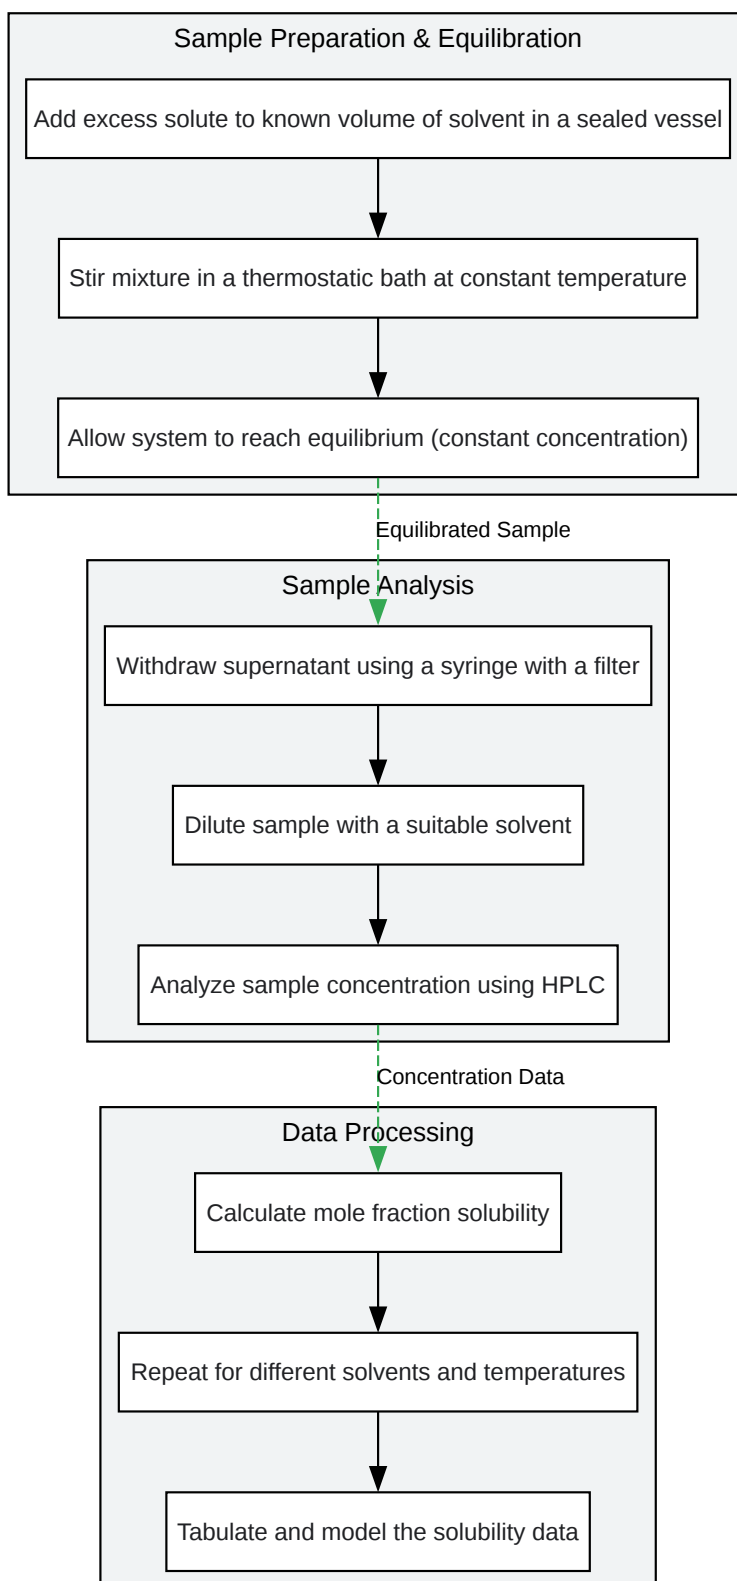 Sample Preparation & Equilibration
Add excess solute to known volume of solvent in a sealed vessel
Stir mixture in a thermostatic bath at constant temperature
Allow system to reach equilibrium (constant concentration)
Equilibrated Sample
Sample Analysis
Withdraw supernatant using a syringe with a filter
Dilute sample with a suitable solvent
Analyze sample concentration using HPLC
Concentration Data
Data Processing
Calculate mole fraction solubility
Repeat for different solvents and temperatures
Tabulate and model the solubility data